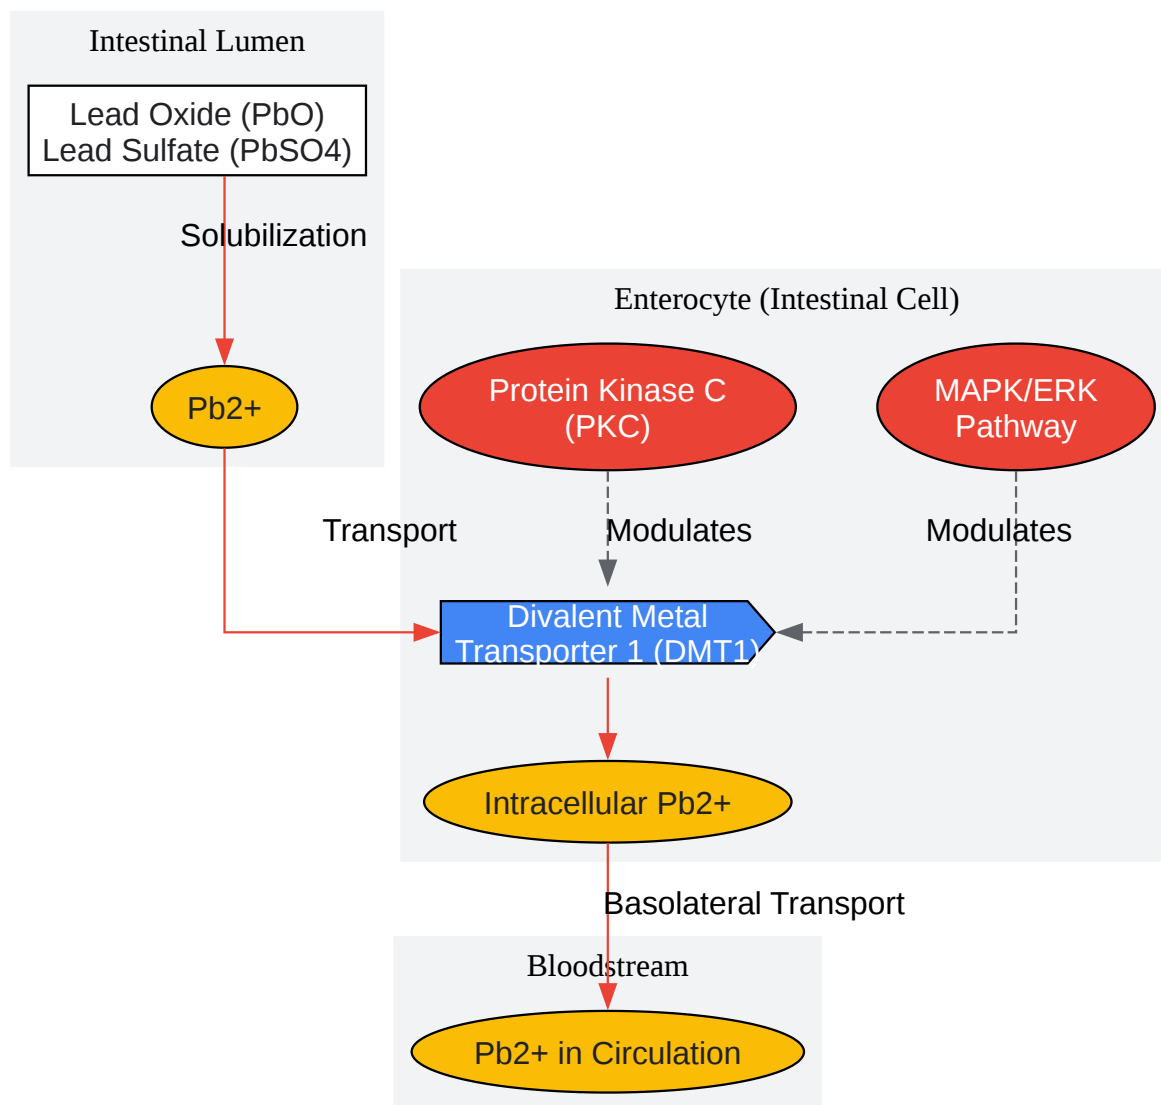 Intestinal Lumen
Lead Oxide (PbO)
Lead Sulfate (PbSO4)
Solubilization
Enterocyte (Intestinal Cell)
Pb2+
Protein Kinase C
(PKC)
MAPK/ERK
Pathway
Transport
Modulates
Modulates
Divalent Metal
Transporter 1 (DMT1)
Intracellular Pb2+
Basolateral Transport
Bloodstream
Pb2+ in Circulation